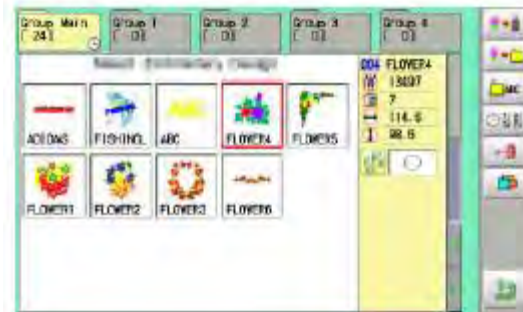 Group Main
[ 24]
Group 1
[ 0]
Group 2
[ 0]
Group 3
[ 0]
Group 4
[ 0]
Select Embroidery Design
004 FLOWER4
13097
7
114.6
98.6
FISHING.
ABC
FLOWER4
FLOWER5
FLOWER1
FLOWER2
FLOWER3
FLOWER6